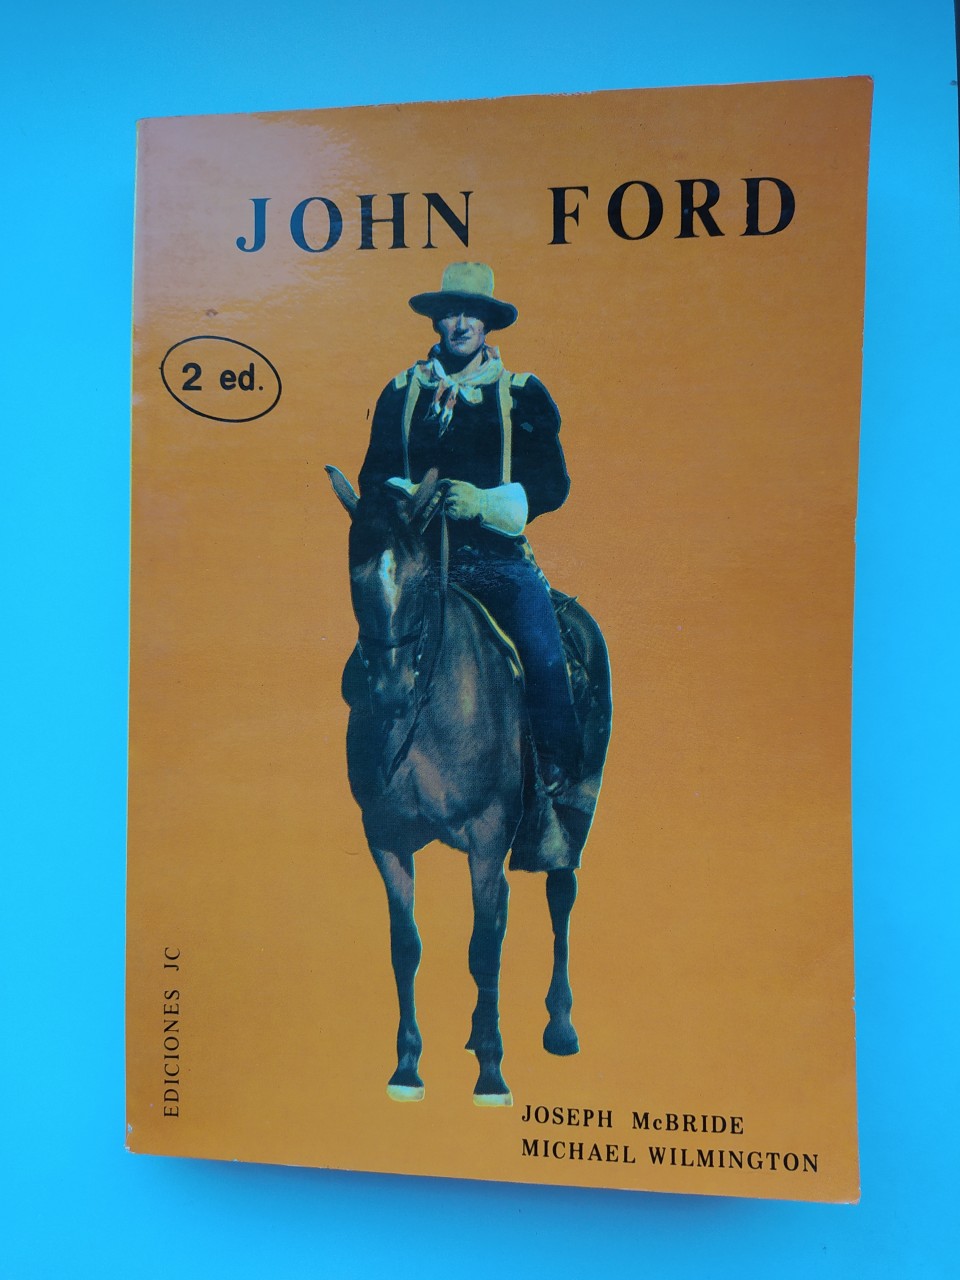 JOHN FORD
2 ed.
EDICIONES JC
JOSEPH McBRIDE
MICHAEL WILMINGTON